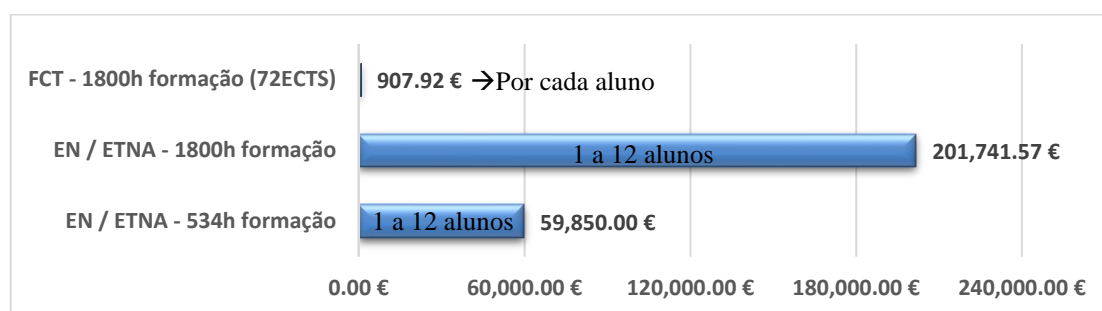 FCT - 1800h formação (72ECTS) 907.92 € →Por cada aluno
EN / ETNA - 1800h formação 1 a 12 alunos 201,741.57 €
EN / ETNA - 534h formação 1 a 12 alunos 59,850.00 €
0.00 € 60,000.00 € 120,000.00 € 180,000.00 € 240,000.00 €